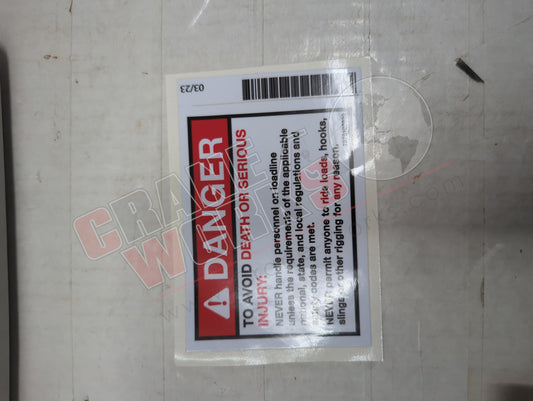 03/23
DANGER
TO AVOID DEATH OR SERIOUS
INJURY:
NEVER handle personnel on loadline
unless the requirements of the applicable
national, state, and local regulations and
safety codes are met.
NEVER permit anyone to ride loads, hooks,
slings or other rigging for any reason.
CRANE